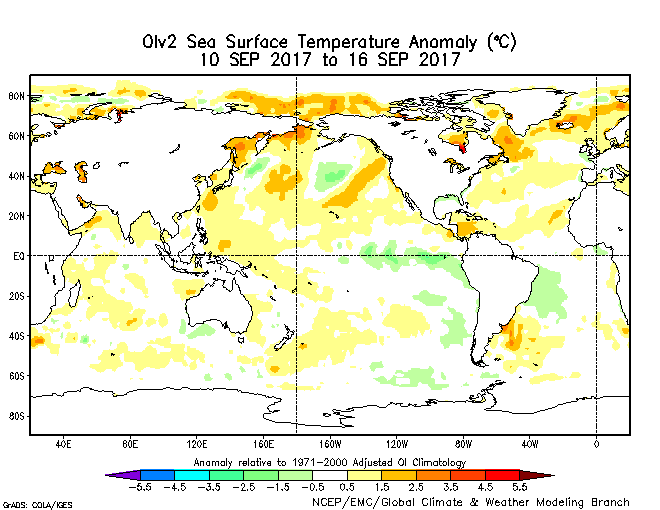 OIv2 Sea Surface Temperature Anomaly (°C)
10 SEP 2017 to 16 SEP 2017
80N
60N
40N
20N
EQ
20S
40S
60S
80S
40E 80E 120E 160E 160W 120W 80W 40W 0
Anomaly relative to 1971-2000 Adjusted OI Climatology
-5.5 -4.5 -3.5 -2.5 -1.5 -0.5 0.5 1.5 2.5 3.5 4.5 5.5
NCEP/EMC/Global Climate & Weather Modeling Branch
GrADS: COLA/IGES